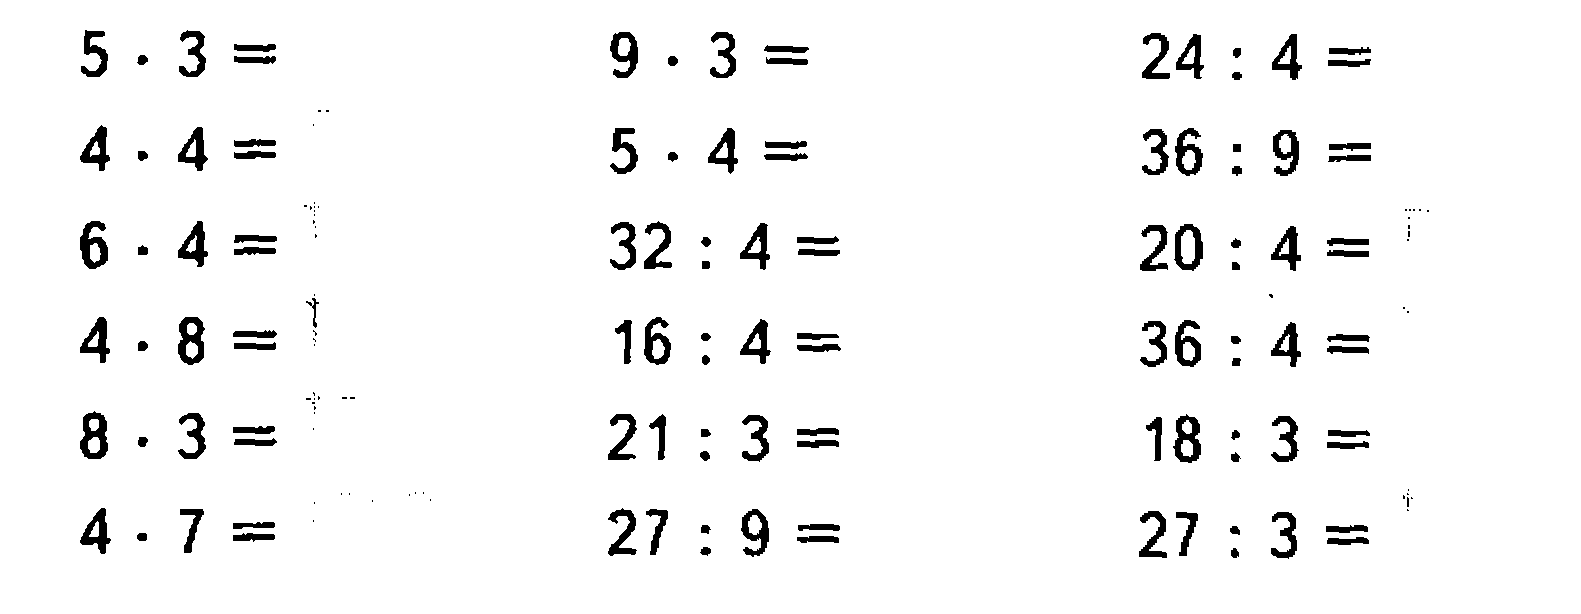 5 · 3 =
4 · 4 =
6 · 4 =
4 · 8 =
8 · 3 =
4 · 7 =
9 · 3 =
5 · 4 =
32 : 4 =
16 : 4 =
21 : 3 =
27 : 9 =
24 : 4 =
36 : 9 =
20 : 4 =
36 : 4 =
18 : 3 =
27 : 3 =